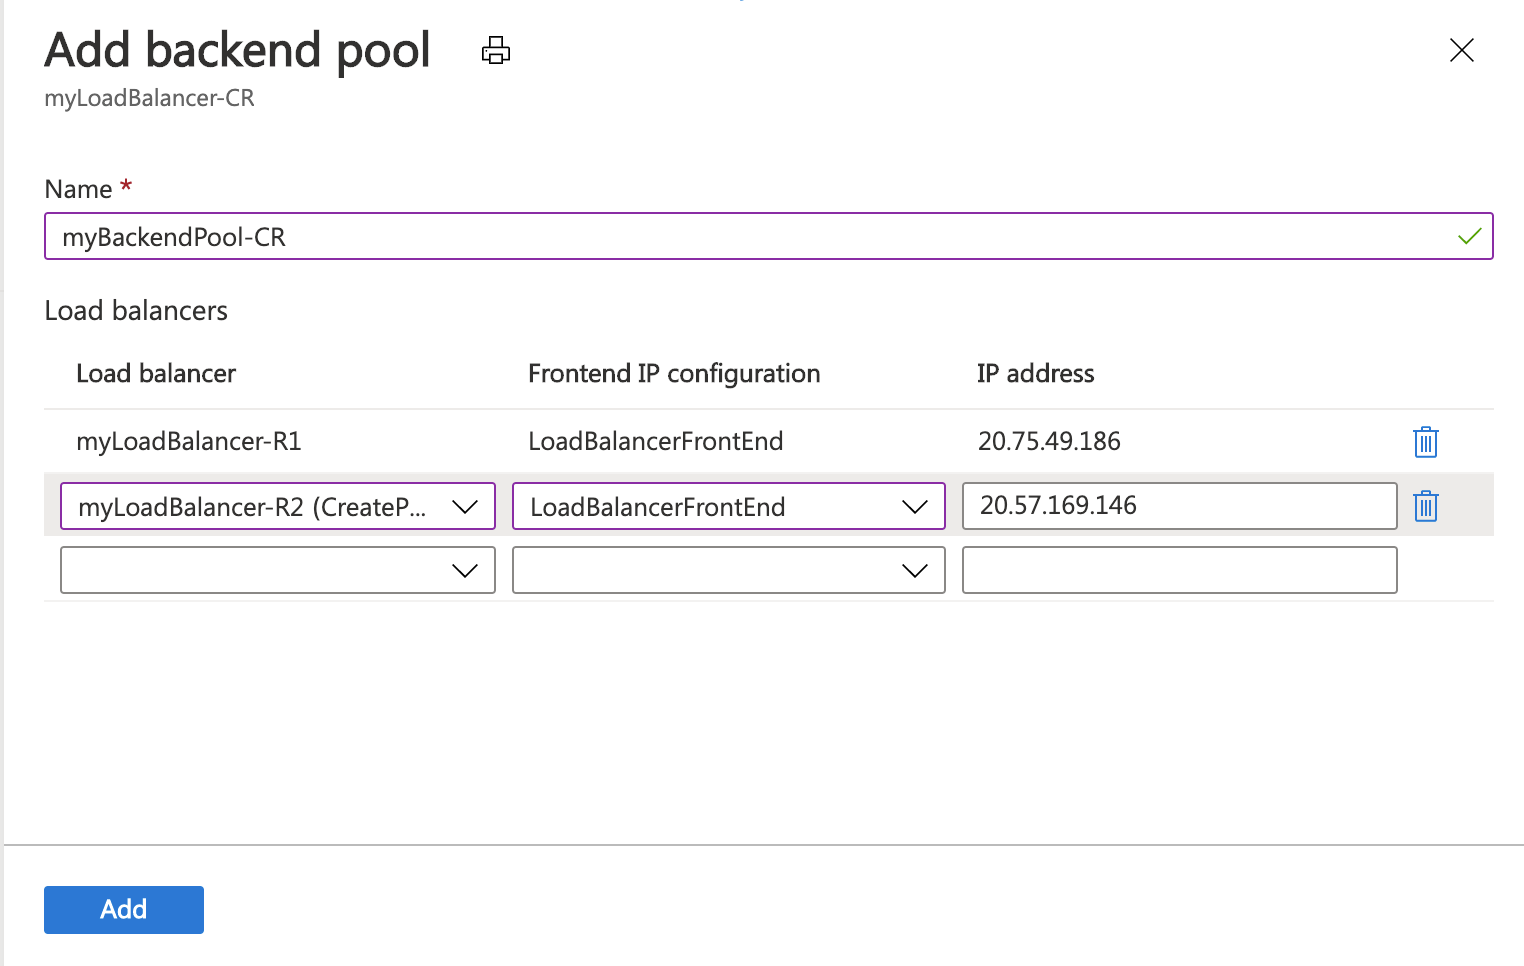 Add backend pool
myLoadBalancer-CR
Name *
myBackendPool-CR
Load balancers
Load balancer Frontend IP configuration IP address
myLoadBalancer-R1 LoadBalancerFrontEnd 20.75.49.186
myLoadBalancer-R2 (CreateP... LoadBalancerFrontEnd 20.57.169.146
Add